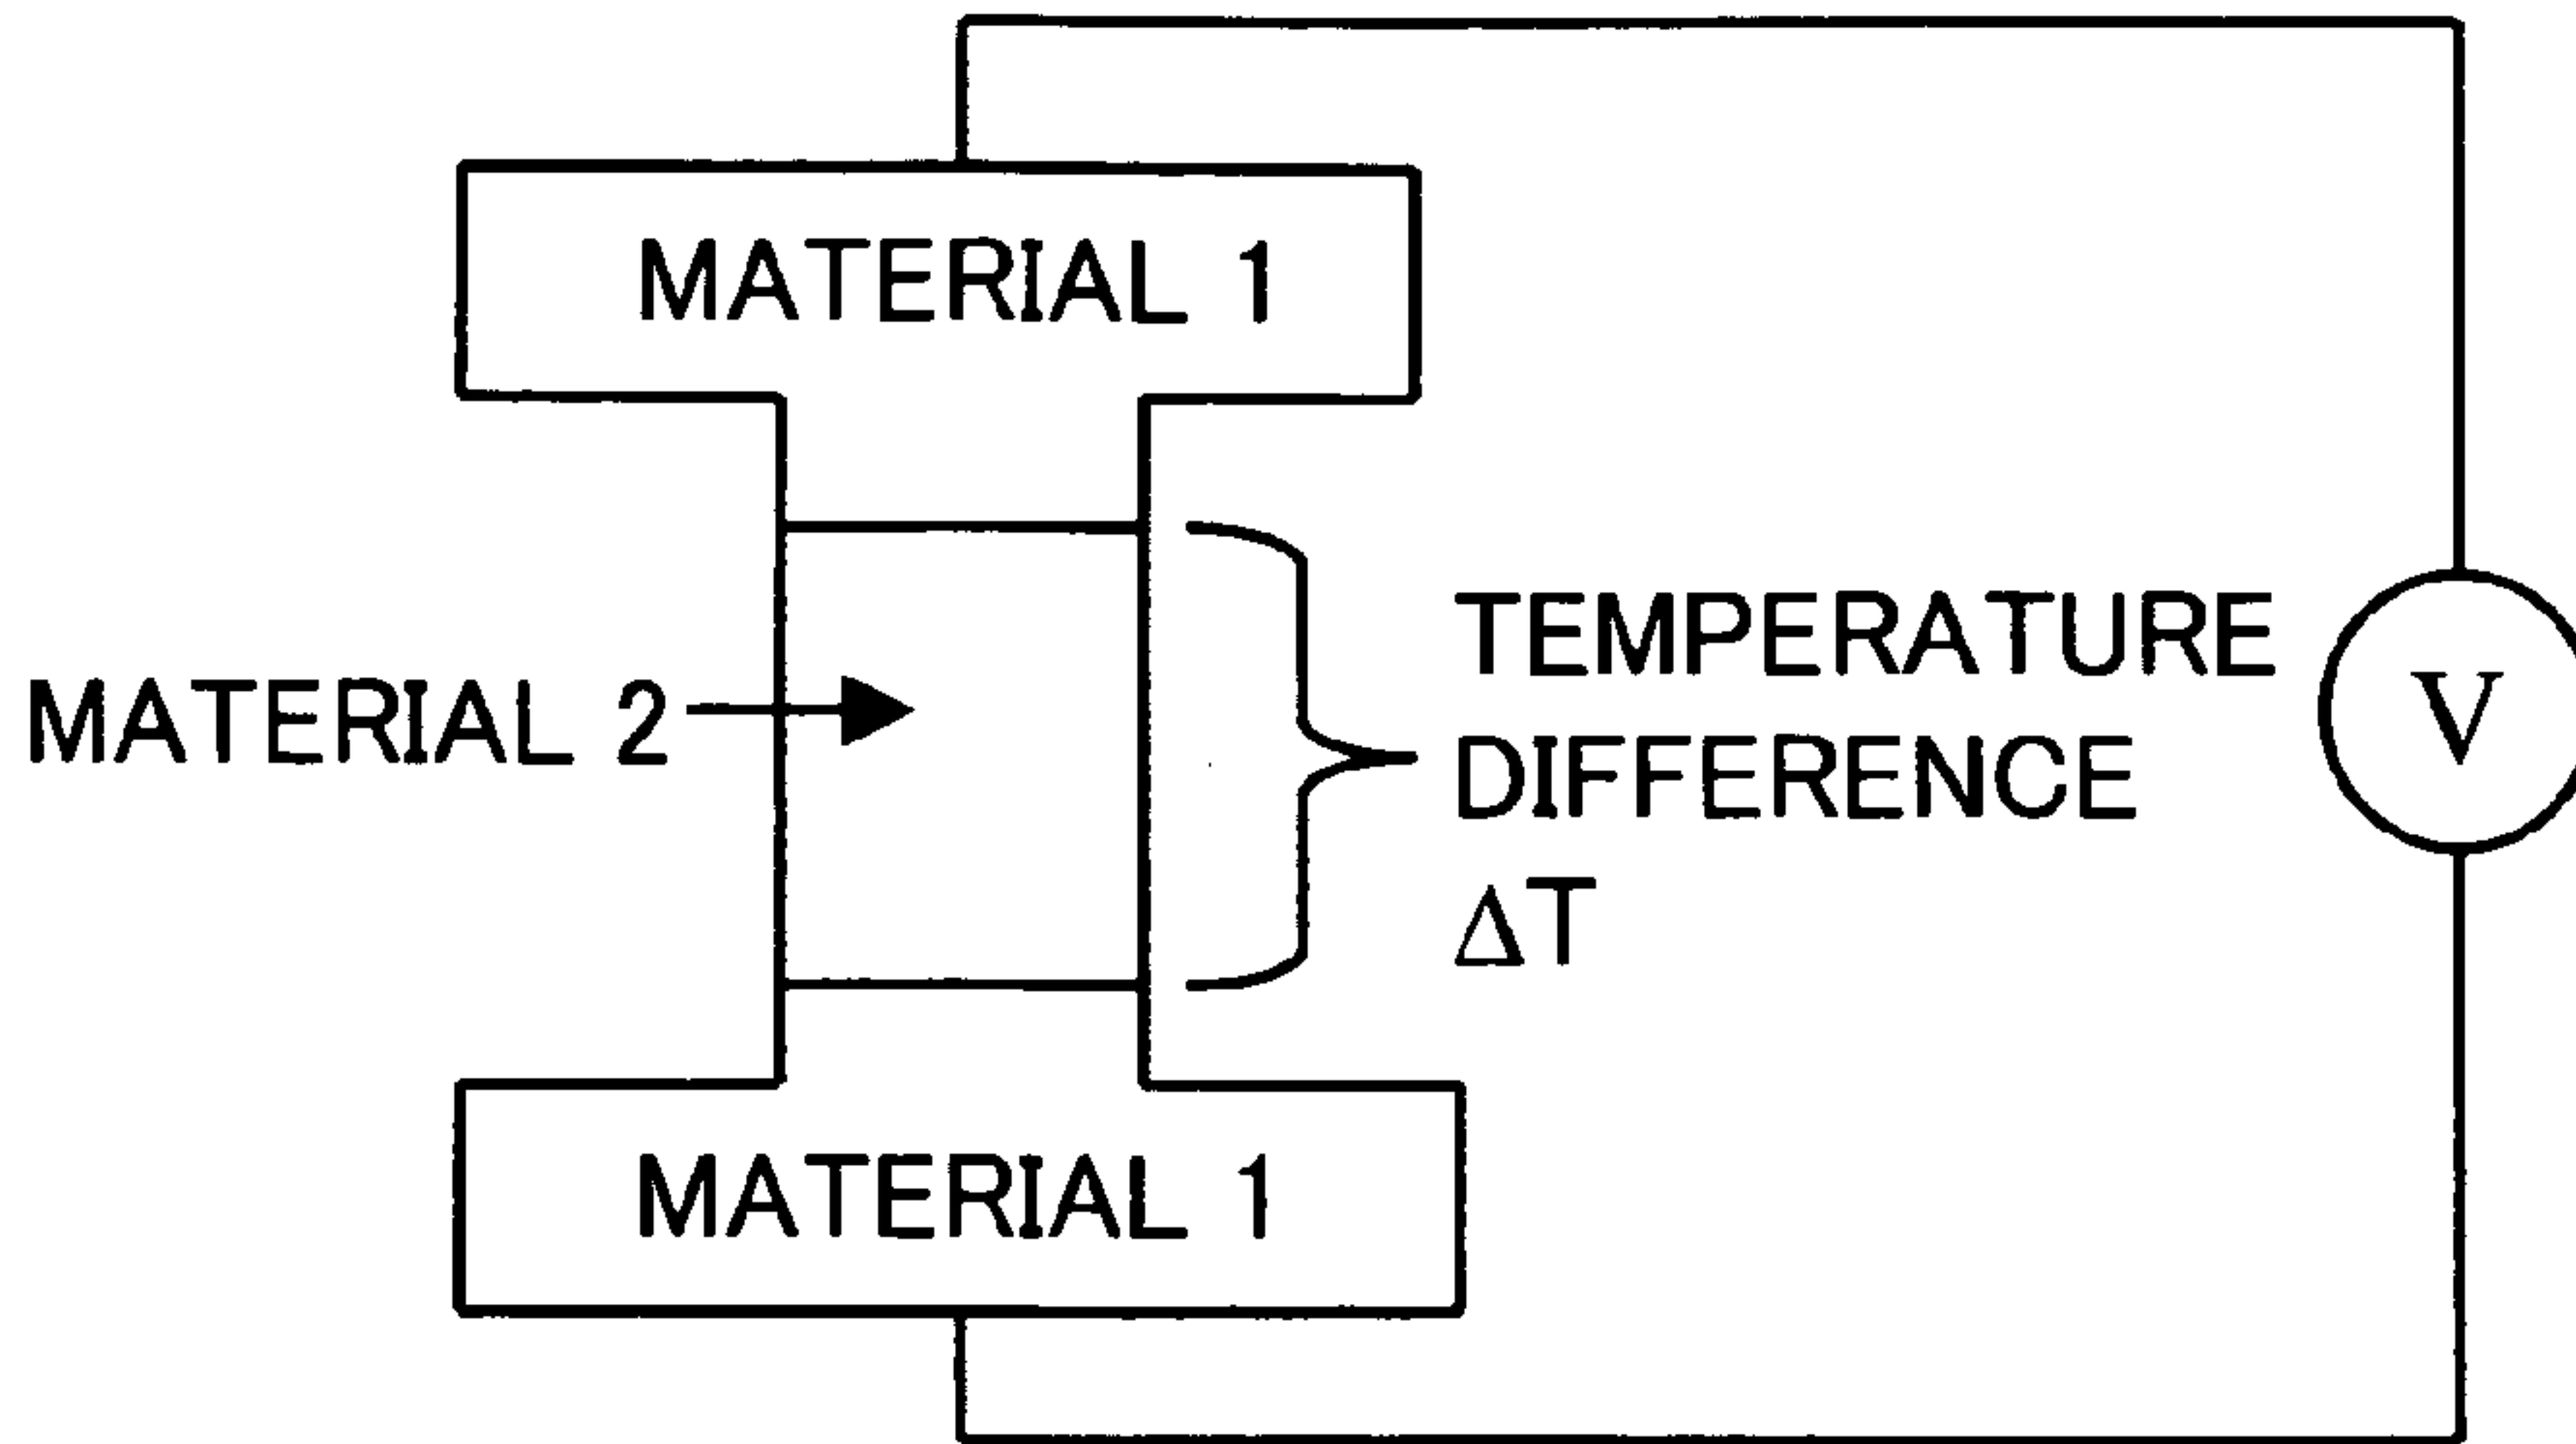 MATERIAL 1
MATERIAL 2
TEMPERATURE
DIFFERENCE
ΔT
V
MATERIAL 1